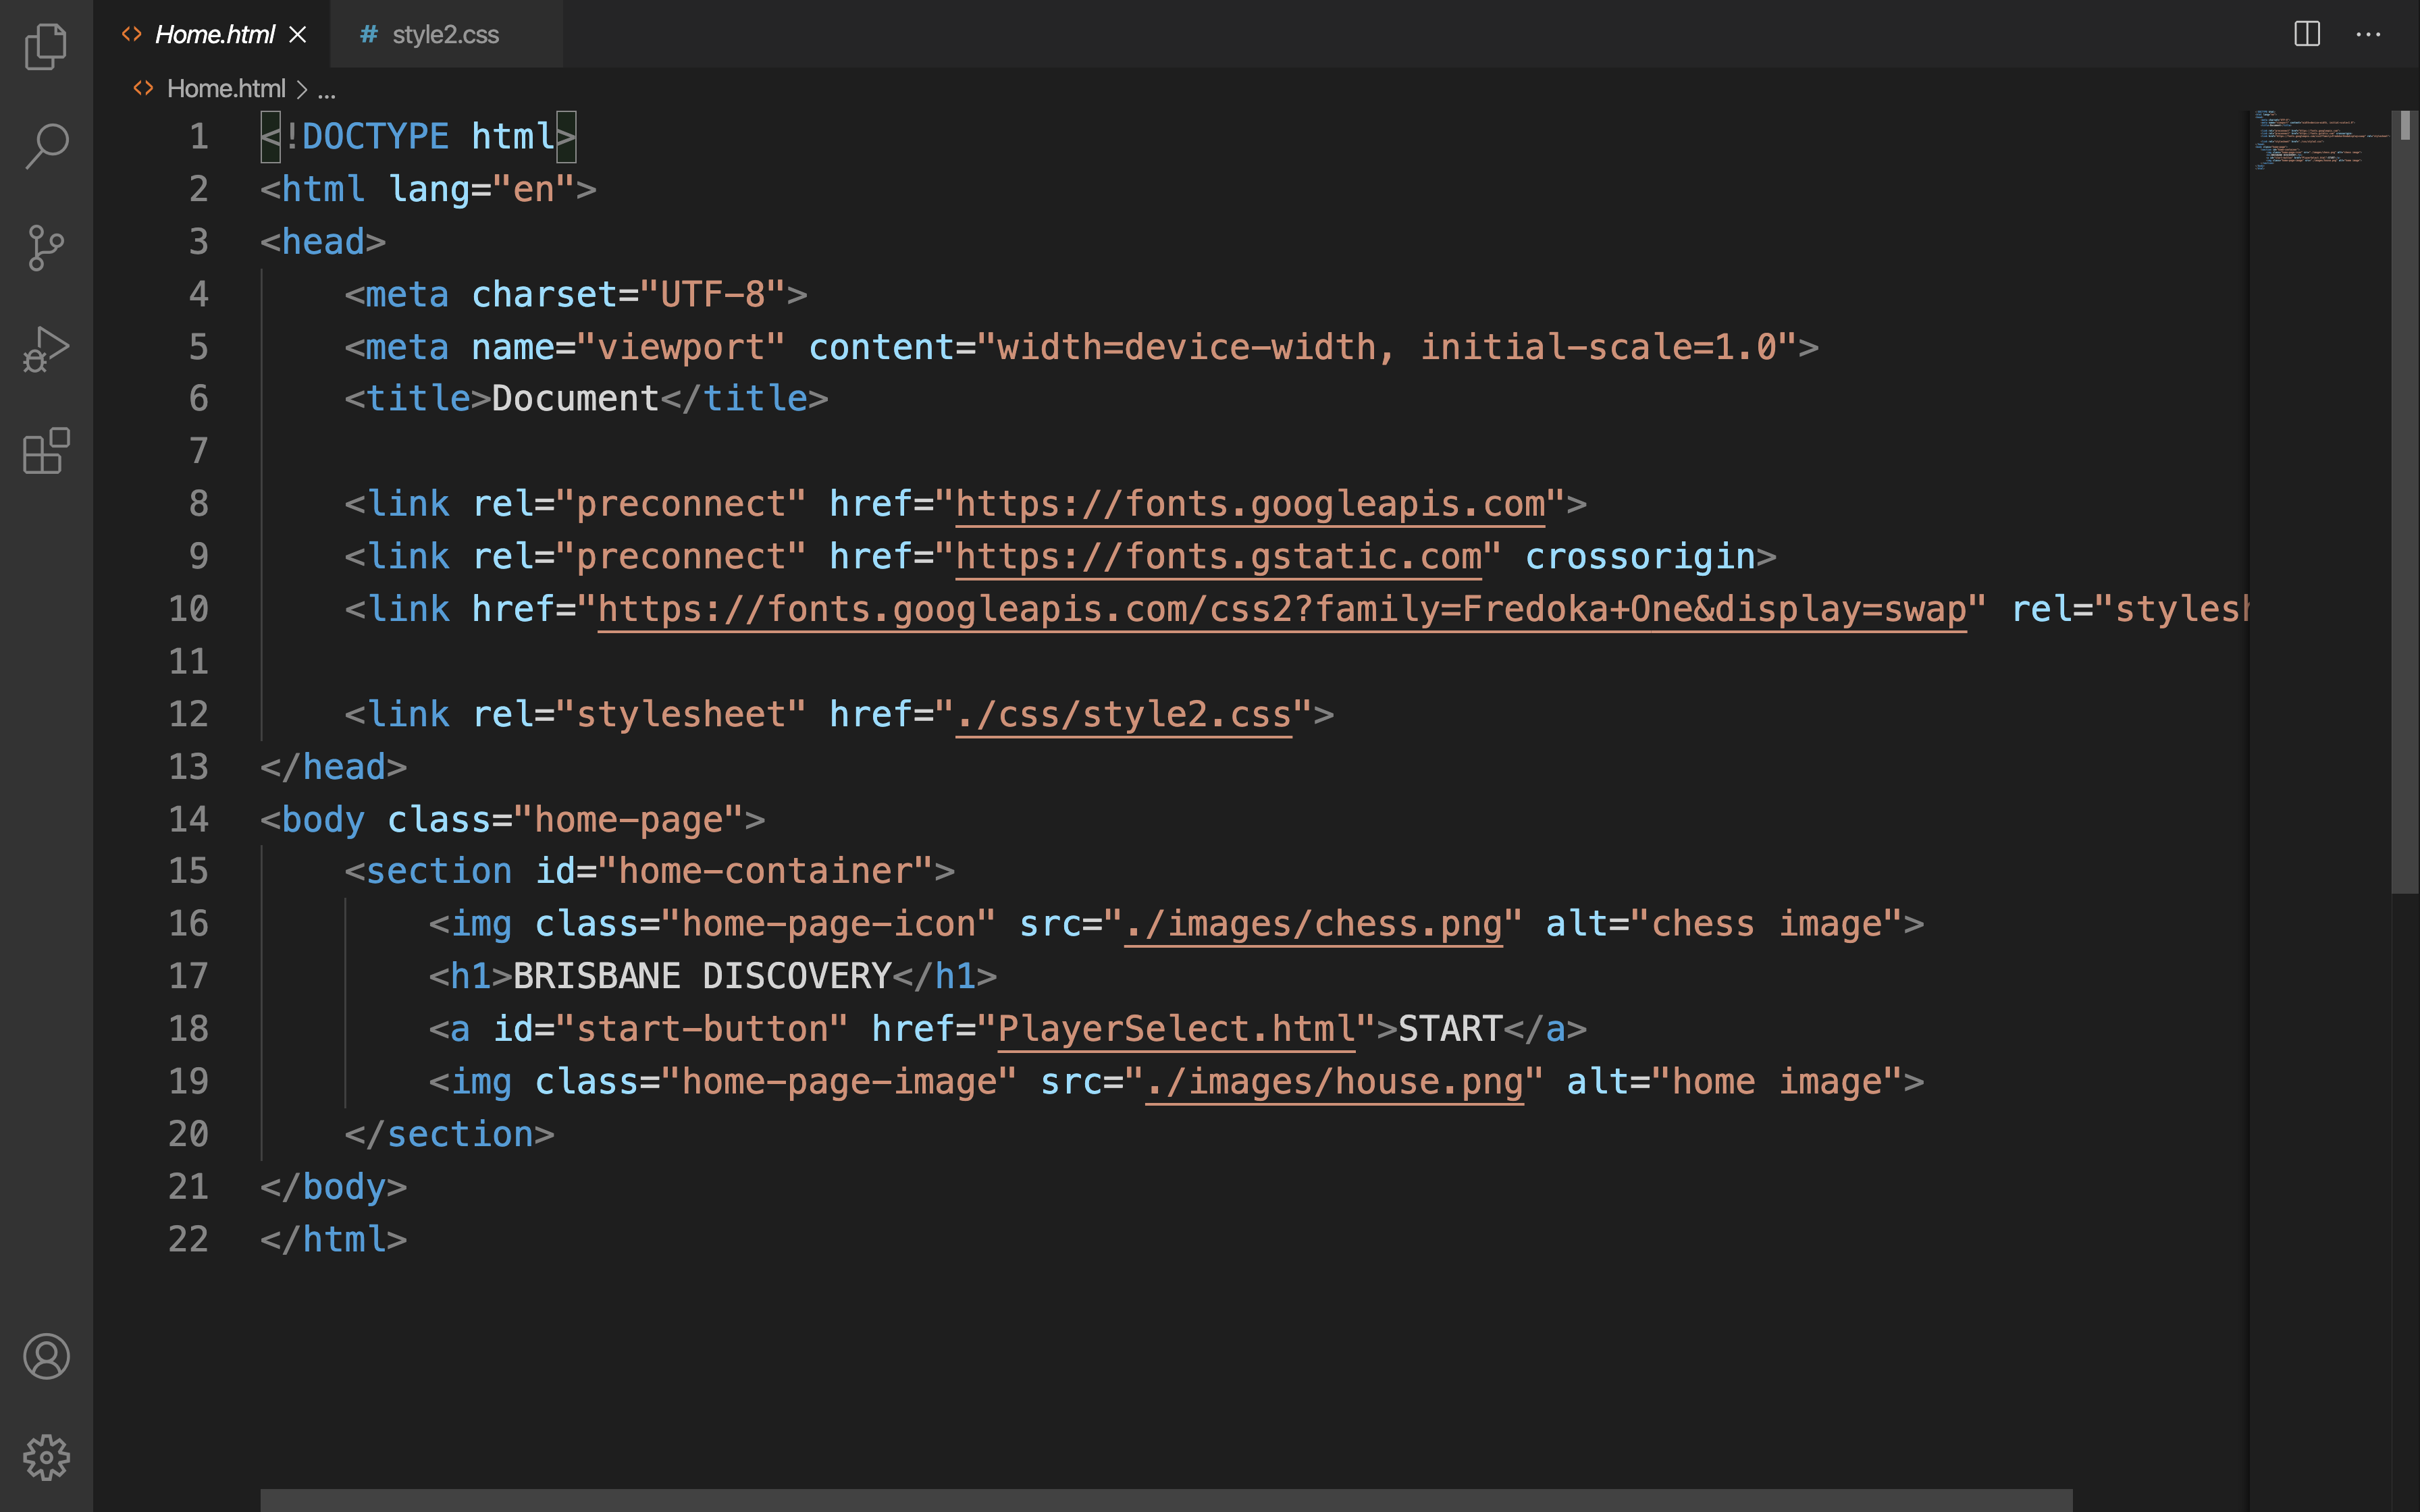 Home.html
style2.css
Home.html > ...
1 <!DOCTYPE html>
2 <html lang="en">
3 <head>
4 <meta charset="UTF-8">
5 <meta name="viewport" content="width=device-width, initial-scale=1.0">
6 <title>Document</title>
7
8 <link rel="preconnect" href="https://fonts.googleapis.com">
9 <link rel="preconnect" href="https://fonts.gstatic.com" crossorigin>
10 <link href="https://fonts.googleapis.com/css2?family=Fredoka+One&display=swap" rel="stylesh
11
12 <link rel="stylesheet" href="./css/style2.css">
13 </head>
14 <body class="home-page">
15 <section id="home-container">
16 <img class="home-page-icon" src="./images/chess.png" alt="chess image">
17 <h1>BRISBANE DISCOVERY</h1>
18 <a id="start-button" href="PlayerSelect.html">START</a>
19 <img class="home-page-image" src="./images/house.png" alt="home image">
20 </section>
21 </body>
22 </html>